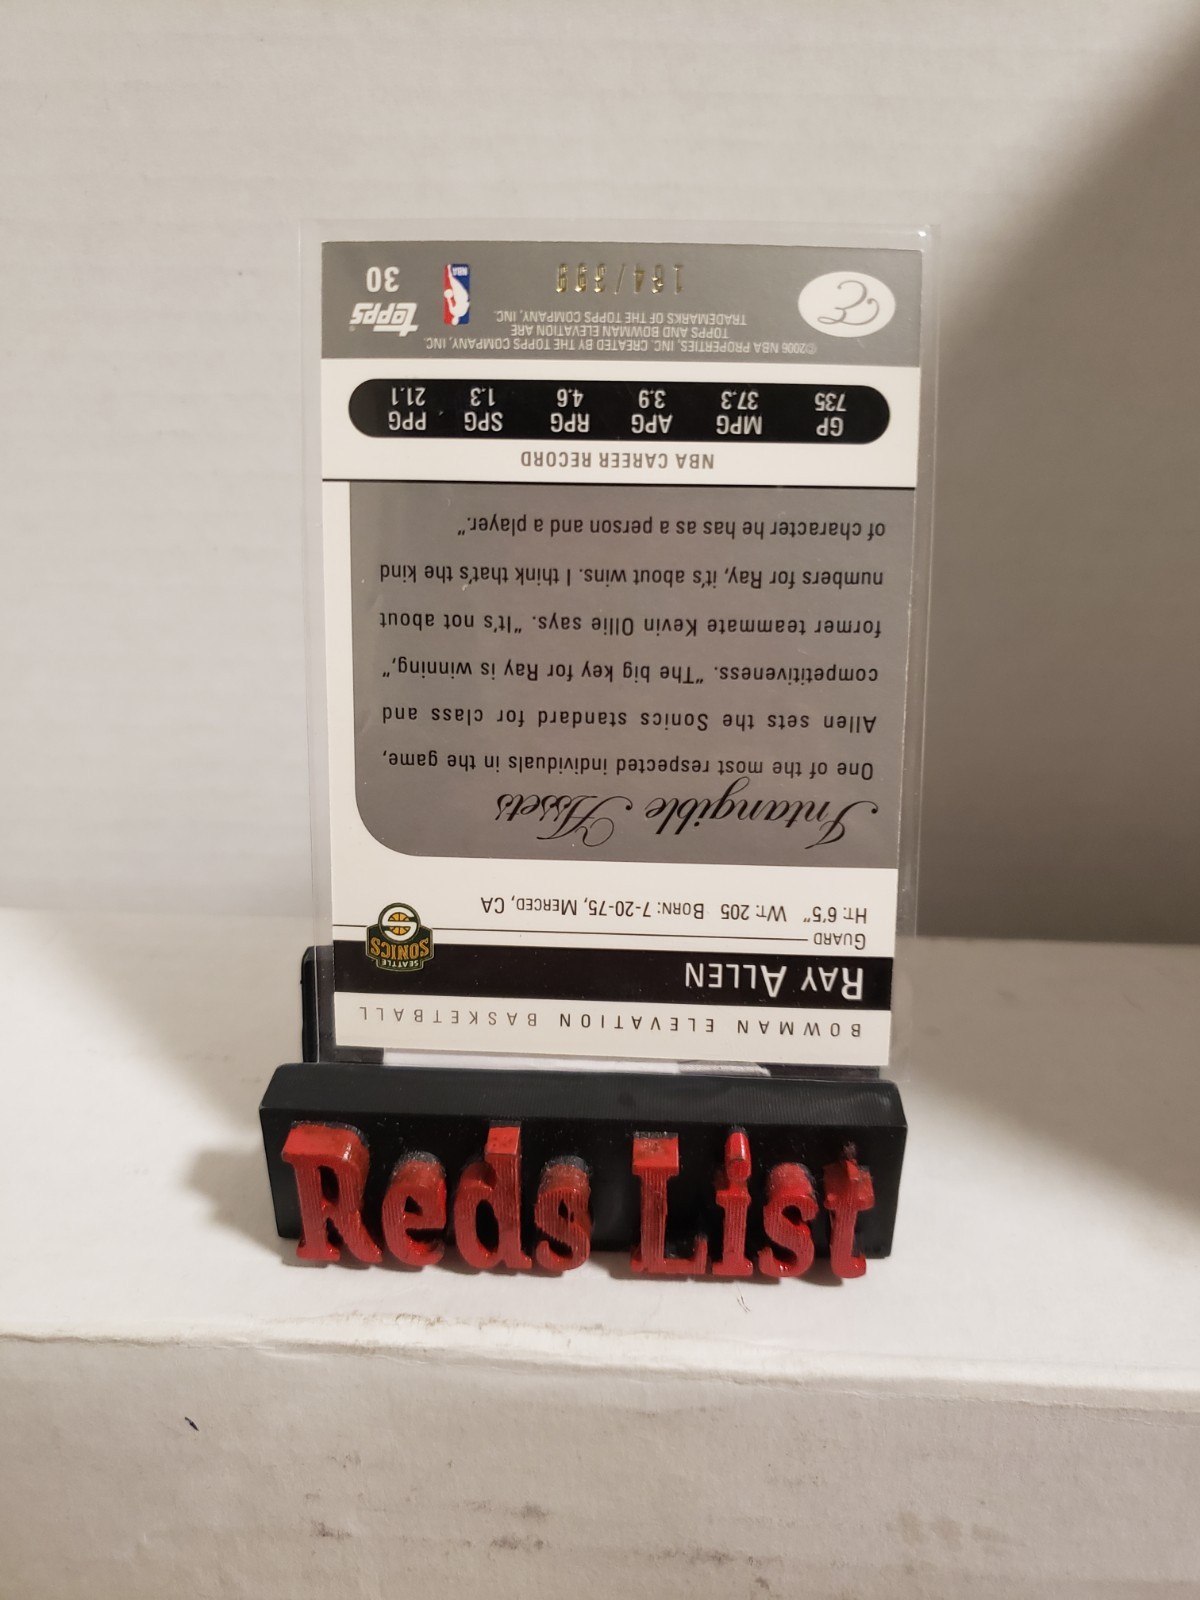 BOWMAN ELEVATION BASKETBALL
RAY ALLEN
GUARD
SEATTLE
SONICS
HT: 6'5" WT: 205 BORN: 7-20-75, MERCED, CA
Intangible Assets
One of the most respected individuals in the game,
Allen sets the Sonics standard for class and
competitiveness. "The big key for Ray is winning,"
former teammate Kevin Ollie says. "It's not about
numbers for Ray, it's about wins. I think that's the kind
of character he has as a person and a player."
NBA CAREER RECORD
GP MPG APG RPG SPG PPG
735 37.3 3.9 4.6 1.3 21.1
©2006 NBA PROPERTIES, INC. CREATED BY THE TOPPS COMPANY, INC.
TOPPS AND BOWMAN ELEVATION ARE
TRADEMARKS OF THE TOPPS COMPANY, INC.
E
NBA
topps
30
Reds List